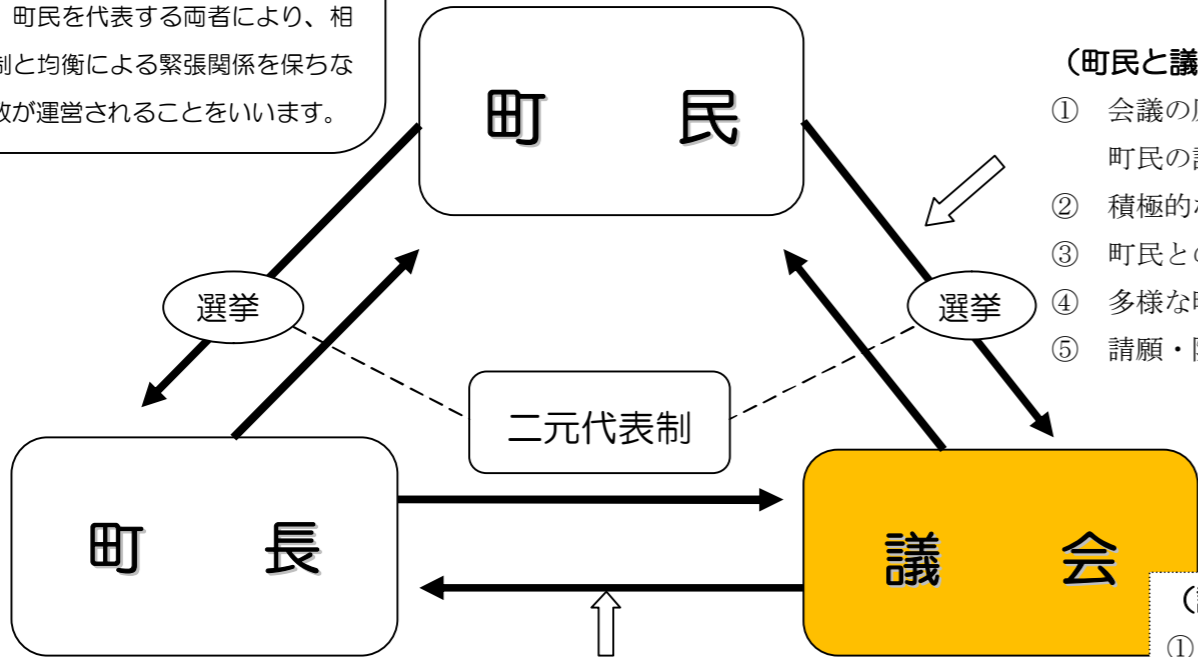 町民を代表する両者により、相
制と均衡による緊張関係を保ちな
が運営されることをいいます。
町 民
（町民と議
① 会議の
町民の
② 積極的
③ 町民と
④ 多様な
⑤ 請願・
選挙
選挙
二元代表制
町 長
議 会
①